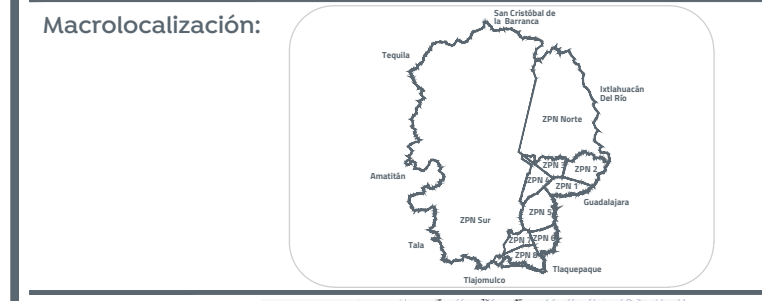 Macrolocalización:
San Cristóbal de
la Barranca
Tequila
Ixtlahuacán
Del Río
ZPN Norte
ZPN 3
ZPN 2
Amatitán
ZPN 4
ZPN 1
Guadalajara
ZPN 5
ZPN Sur
ZPN 7
ZPN 6
Tala
ZPN 8
Tlaquepaque
Tlajomulco